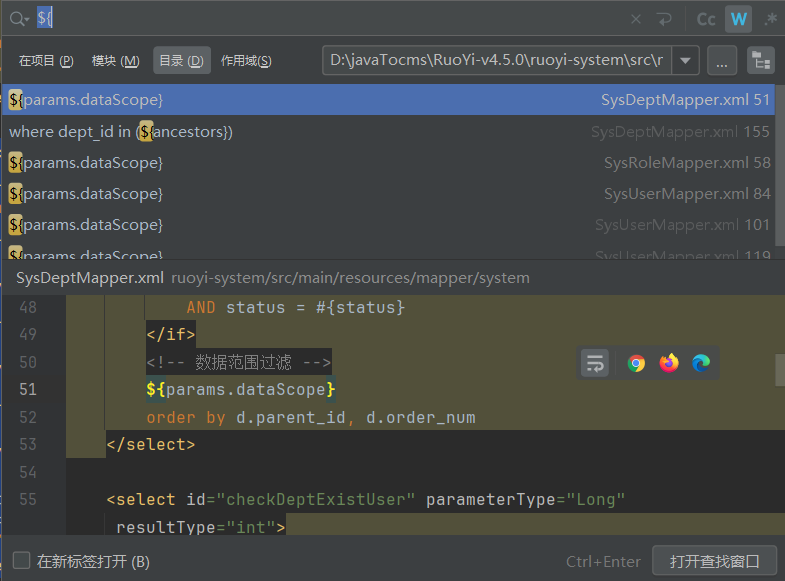 ${
Cc W .*
在项目 (P) 模块 (M) 目录 (D) 作用域(S) D:\javaTocms\RuoYi-v4.5.0\ruoyi-system\src\r ...
${params.dataScope} SysDeptMapper.xml 51
where dept_id in (${ancestors}) SysDeptMapper.xml 155
${params.dataScope} SysRoleMapper.xml 58
${params.dataScope} SysUserMapper.xml 84
${params.dataScope} SysUserMapper.xml 101
${params.dataScope} SysUserMapper.xml 119
SysDeptMapper.xml ruoyi-system/src/main/resources/mapper/system
48 AND status = #{status}
49 </if>
50 <!-- 数据范围过滤 -->
51 ${params.dataScope}
52 order by d.parent_id, d.order_num
53 </select>
54
55 <select id="checkDeptExistUser" parameterType="Long"
resultType="int">
在新标签打开 (B) Ctrl+Enter 打开查找窗口